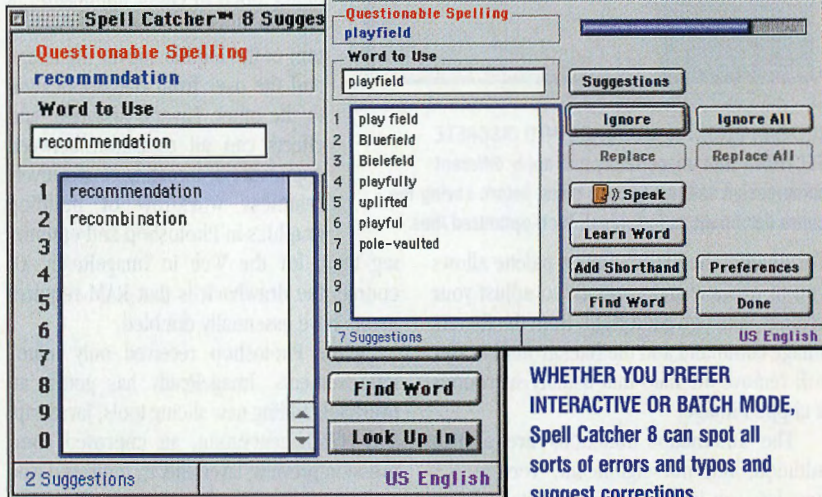 Spell Catcher™ 8 Sugges
Questionable Spelling
recommndation
Word to Use
recommendation
1 recommendation
2 recombination
3
4
5
6
7
8
9
0
2 Suggestions
Find Word
Look Up In
US English
Questionable Spelling
playfield
Word to Use
playfield
1 play field
2 Bluefield
3 Bielefeld
4 playfully
5 uplifted
6 playful
7 pole-vaulted
8
9
0
7 Suggestions
Suggestions
Ignore
Ignore All
Replace
Replace All
Speak
Learn Word
Add Shorthand
Preferences
Find Word
Done
US English
WHETHER YOU PREFER
INTERACTIVE OR BATCH MODE,
Spell Catcher 8 can spot all
sorts of errors and typos and
suggest corrections